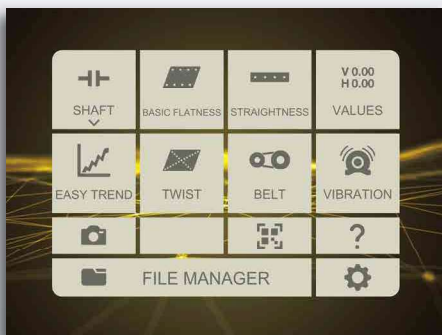 V 0.00
H 0.00
SHAFT
BASIC FLATNESS
STRAIGHTNESS
VALUES
EASY TREND
TWIST
BELT
VIBRATION
?
FILE MANAGER